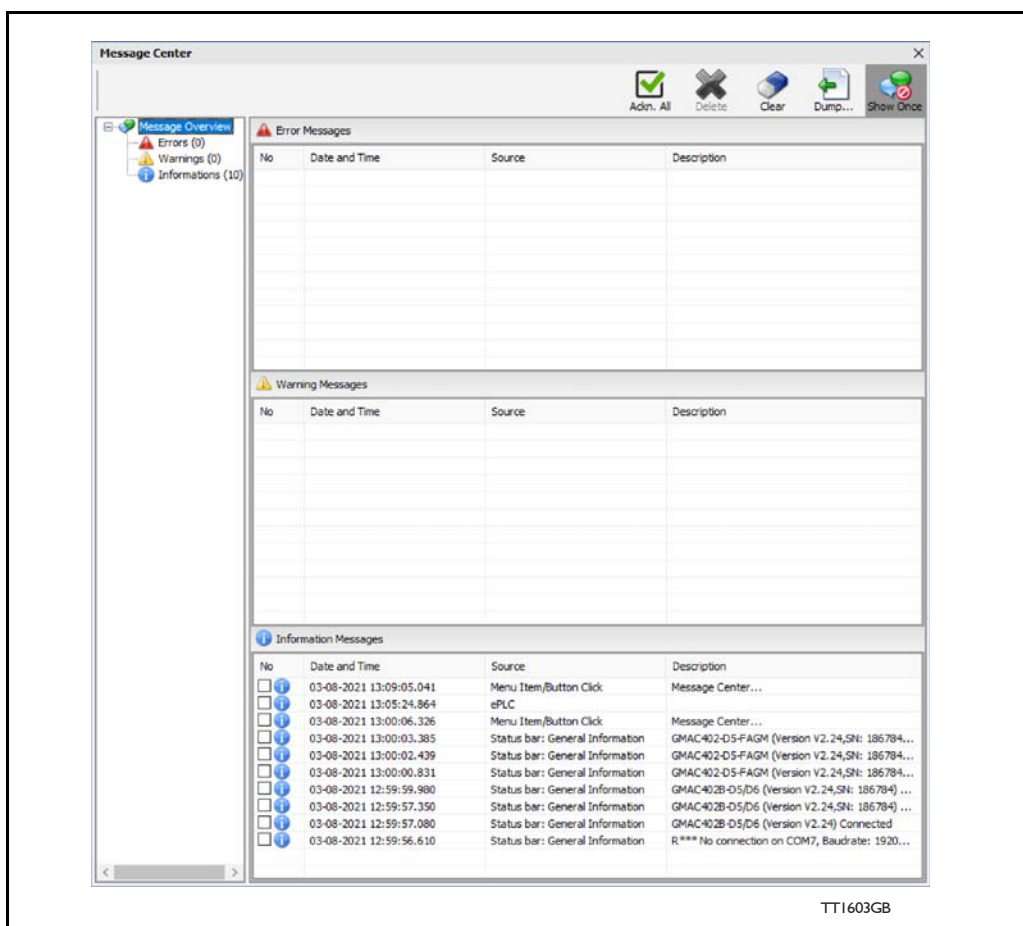 Message Center
Ackn. All Delete Clear Dump... Show Once
Message Overview
Errors (0)
Warnings (0)
Informations (10)
Error Messages
No Date and Time Source Description
Warning Messages
No Date and Time Source Description
Information Messages
No Date and Time Source Description
03-08-2021 13:09:05.041 Menu Item/Button Click Message Center...
03-08-2021 13:05:24.864 ePLC
03-08-2021 13:00:06.326 Menu Item/Button Click Message Center...
03-08-2021 13:00:03.385 Status bar: General Information GMAC402-D5-FAGM (Version V2.24,SN: 186784...
03-08-2021 13:00:02.439 Status bar: General Information GMAC402-D5-FAGM (Version V2.24,SN: 186784...
03-08-2021 13:00:00.831 Status bar: General Information GMAC402-D5-FAGM (Version V2.24,SN: 186784...
03-08-2021 12:59:59.980 Status bar: General Information GMAC402B-D5/D6 (Version V2.24,SN: 186784) ...
03-08-2021 12:59:57.350 Status bar: General Information GMAC402B-D5/D6 (Version V2.24,SN: 186784) ...
03-08-2021 12:59:57.080 Status bar: General Information GMAC402B-D5/D6 (Version V2.24) Connected
03-08-2021 12:59:56.610 Status bar: General Information R*** No connection on COM7, Baudrate: 1920...
TT1603GB